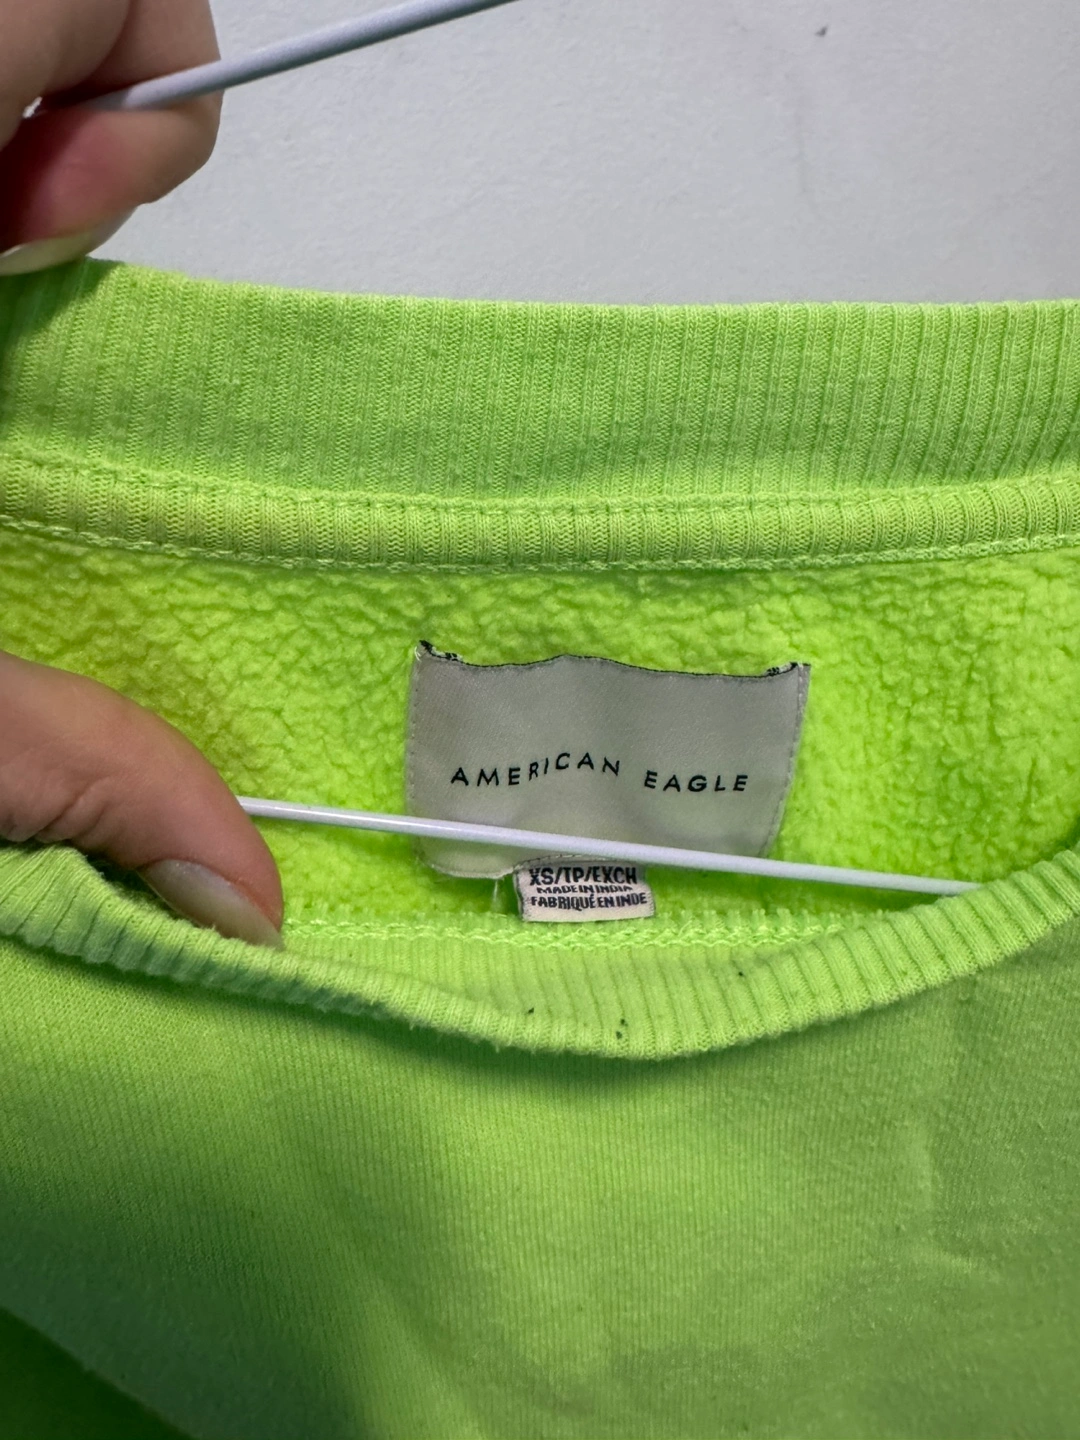 AMERICAN EAGLE
XS/TP/EXCH
MADE IN INDIA
FABRIQUÉ EN INDE